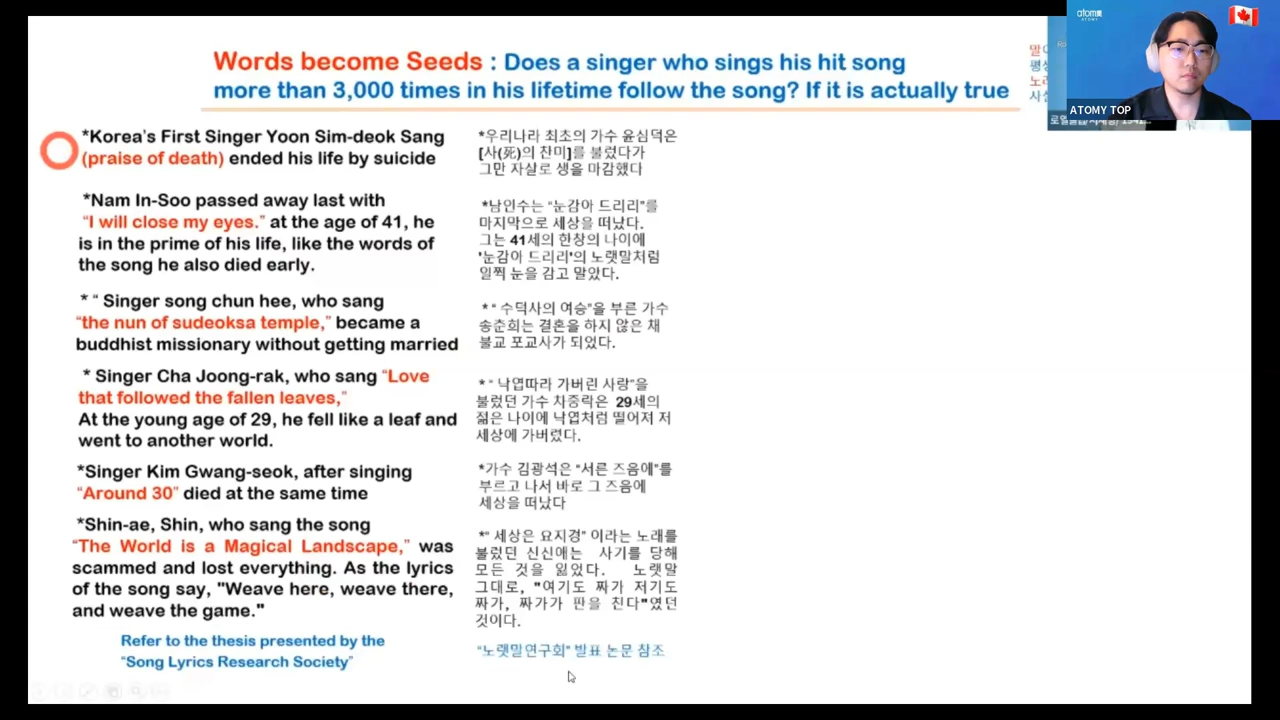 Words become Seeds : Does a singer who sings his hit song
more than 3,000 times in his lifetime follow the song? If it is actually true
*Korea's First Singer Yoon Sim-deok Sang
(praise of death) ended his life by suicide
*Nam In-Soo passed away last with
“I will close my eyes.” at the age of 41, he
is in the prime of his life, like the words of
the song he also died early.
* “ Singer song chun hee, who sang
“the nun of sudeoksa temple,” became a
buddhist missionary without getting married
* Singer Cha Joong-rak, who sang “Love
that followed the fallen leaves,”
At the young age of 29, he fell like a leaf and
went to another world.
*Singer Kim Gwang-seok, after singing
“Around 30” died at the same time
*Shin-ae, Shin, who sang the song
“The World is a Magical Landscape,” was
scammed and lost everything. As the lyrics
of the song say, "Weave here, weave there,
and weave the game."
Refer to the thesis presented by the
“Song Lyrics Research Society”
*우리나라 최초의 가수 윤심덕은
[사(死)의 찬미]를 불렀다가
그만 자살로 생을 마감했다
*남인수는 “눈감아 드리리”를
마지막으로 세상을 떠났다.
그는 41세의 한창의 나이에
'눈감아 드리리'의 노랫말처럼
일찍 눈을 감고 말았다.
*“ 수덕사의 여승”을 부른 가수
송춘희는 결혼을 하지 않은 채
불교 포교사가 되었다.
*“ 낙엽따라 가버린 사랑”을
불렀던 가수 차중락은 29세의
젊은 나이에 낙엽처럼 떨어져 저
세상에 가버렸다.
*가수 김광석은 “서른 즈음에”를
부르고 나서 바로 그 즈음에
세상을 떠났다
*“ 세상은 요지경” 이라는 노래를
불렀던 신신애는 사기를 당해
모든 것을 잃었다. 노랫말
그대로, "여기도 짜가 저기도
짜가, 짜가가 판을 친다"였던
것이다.
“노랫말연구회” 발표 논문 참조
atom美
ATOMY
ATOMY TOP